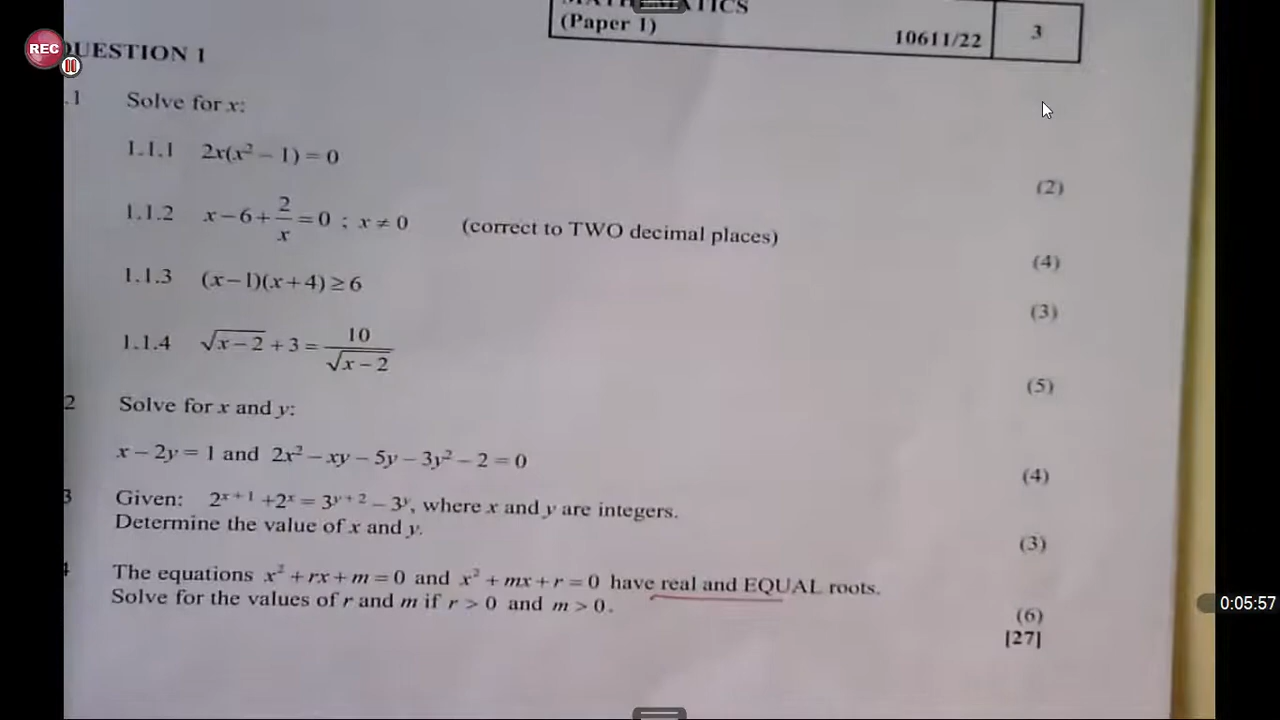 (Paper 1)
10611/22
3
REC
QUESTION 1
.1 Solve for x:
1.1.1 2x(x² – 1) = 0
(2)
1.1.2 x – 6 + 2/x = 0 ; x ≠ 0 (correct to TWO decimal places)
(4)
1.1.3 (x – 1)(x + 4) ≥ 6
(3)
1.1.4 √(x – 2) + 3 = 10/√(x – 2)
(5)
2 Solve for x and y:
x – 2y = 1 and 2x² – xy – 5y – 3y² – 2 = 0
(4)
3 Given: 2ˣ⁺¹ +2ˣ = 3ʸ⁺² – 3ʸ, where x and y are integers.
Determine the value of x and y.
(3)
The equations x² + rx + m = 0 and x² + mx + r = 0 have real and EQUAL roots.
Solve for the values of r and m if r > 0 and m > 0.
0:05:57
(6)
[27]